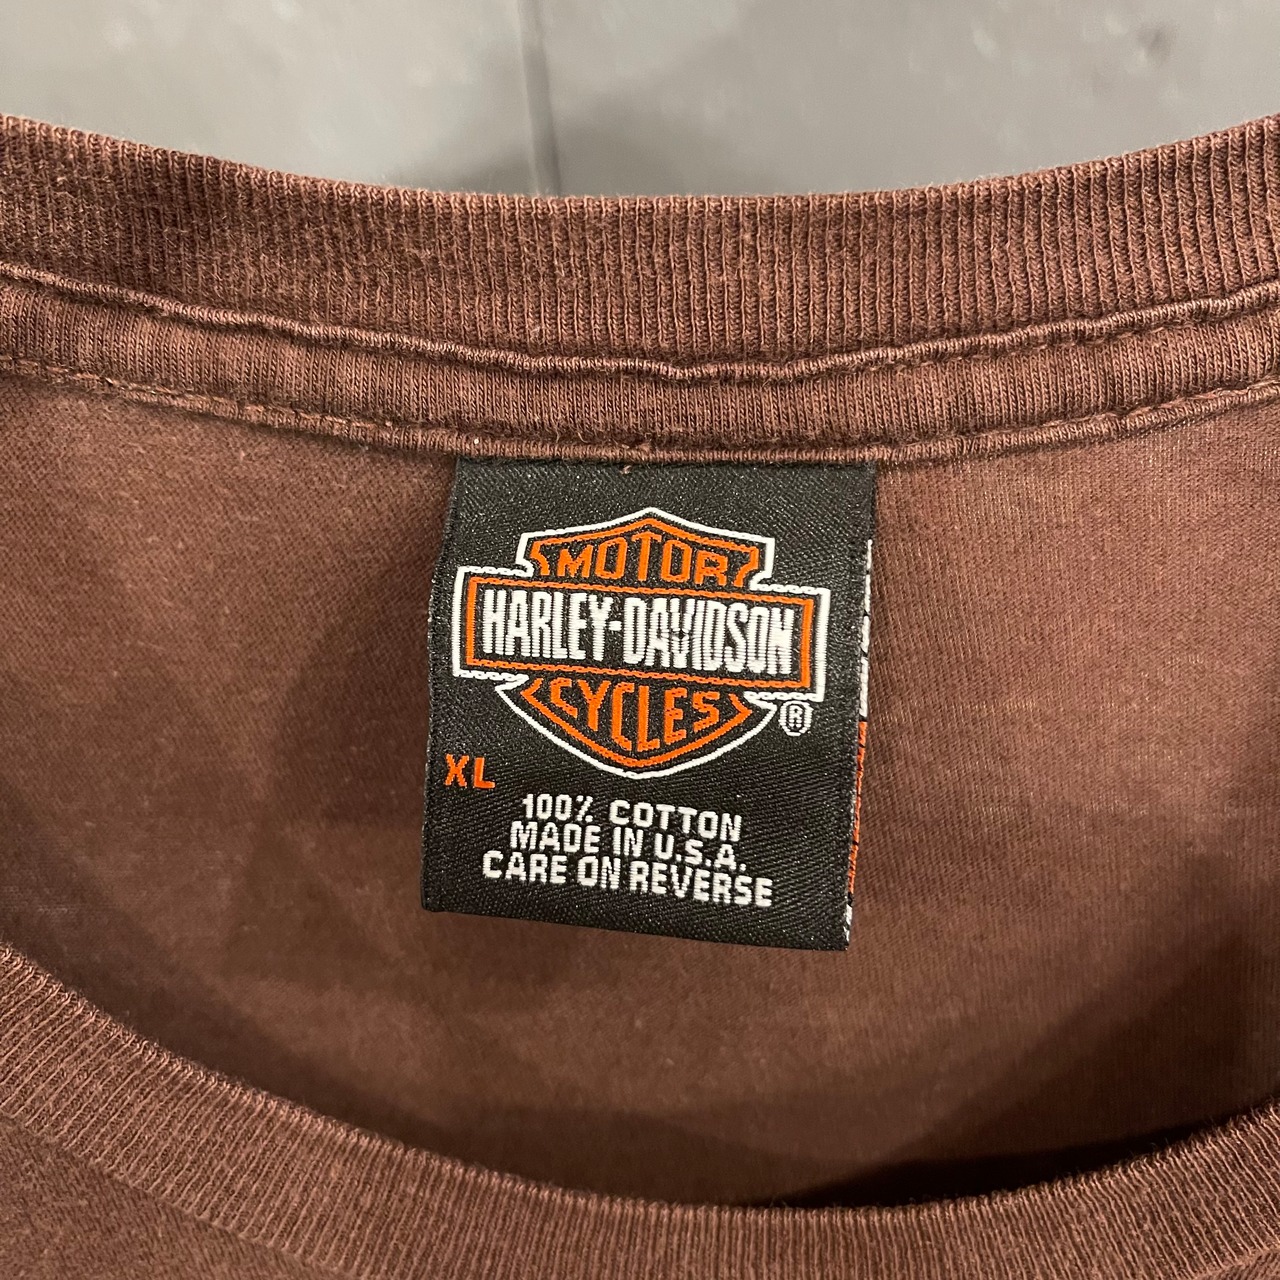 MOTOR
HARLEY-DAVIDSON
CYCLES
®
XL
100% COTTON
MADE IN U.S.A.
CARE ON REVERSE